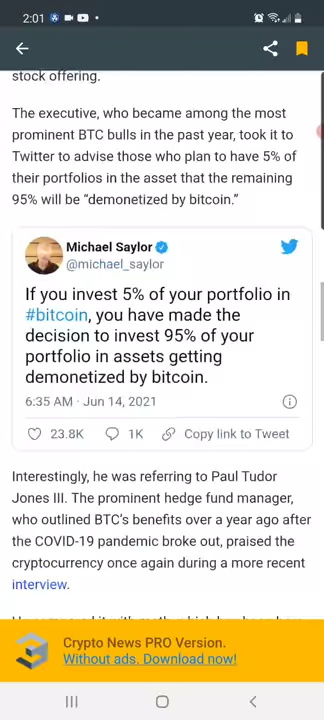 2:01
stock offering.
The executive, who became among the most
prominent BTC bulls in the past year, took it to
Twitter to advise those who plan to have 5% of
their portfolios in the asset that the remaining
95% will be “demonetized by bitcoin.”
Michael Saylor
@michael_saylor
If you invest 5% of your portfolio in
#bitcoin, you have made the
decision to invest 95% of your
portfolio in assets getting
demonetized by bitcoin.
6:35 AM · Jun 14, 2021
23.8K 1K Copy link to Tweet
Interestingly, he was referring to Paul Tudor
Jones III. The prominent hedge fund manager,
who outlined BTC’s benefits over a year ago after
the COVID-19 pandemic broke out, praised the
cryptocurrency once again during a more recent
interview.
Crypto News PRO Version.
Without ads. Download now!